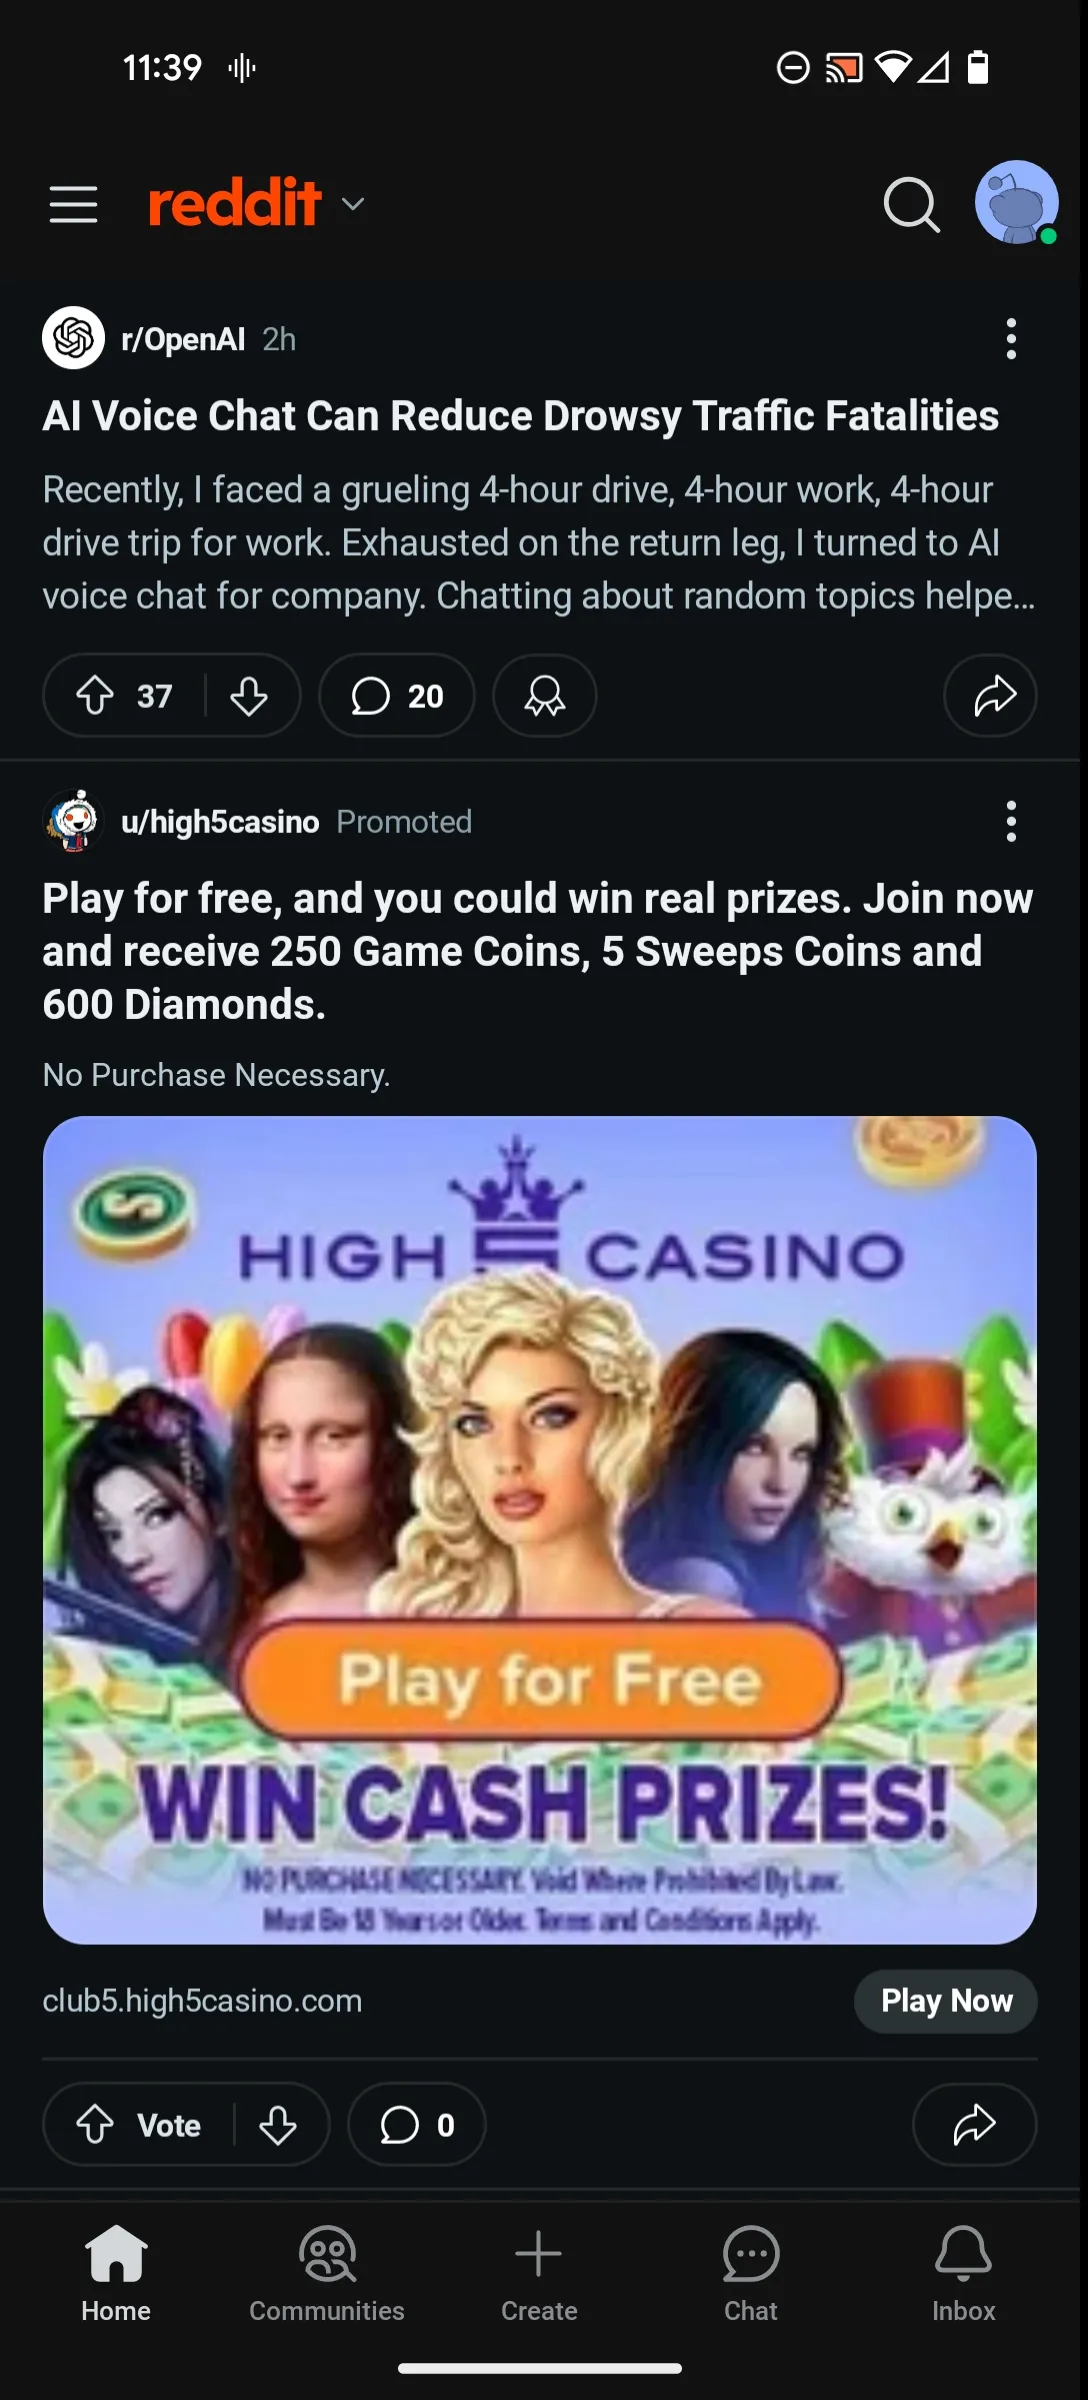 11:39
reddit
r/OpenAI 2h
AI Voice Chat Can Reduce Drowsy Traffic Fatalities
Recently, I faced a grueling 4-hour drive, 4-hour work, 4-hour
drive trip for work. Exhausted on the return leg, I turned to AI
voice chat for company. Chatting about random topics helpe...
37
20
u/high5casino Promoted
Play for free, and you could win real prizes. Join now
and receive 250 Game Coins, 5 Sweeps Coins and
600 Diamonds.
No Purchase Necessary.
HIGH 5 CASINO
Play for Free
WIN CASH PRIZES!
NO PURCHASE NECESSARY. Void Where Prohibited By Law.
Must Be 18 Years or Older. Terms and Conditions Apply.
club5.high5casino.com
Play Now
Vote
0
Home
Communities
Create
Chat
Inbox